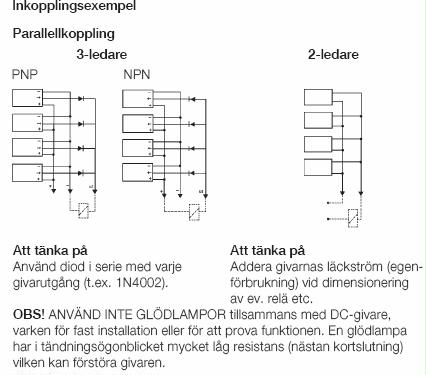 Inkopplingsexempel
Parallellkoppling
3-ledare
2-ledare
PNP
NPN
Att tänka på
Använd diod i serie med varje
givarutgång (t.ex. 1N4002).
Att tänka på
Addera givarnas läckström (egen-
förbrukning) vid dimensionering
av ev. relä etc.
OBS! ANVÄND INTE GLÖDLAMPOR tillsammans med DC-givare,
varken för fast installation eller för att prova funktionen. En glödlampa
har i tändningsögonblicket mycket låg resistans (nästan kortslutning)
vilken kan förstöra givaren.